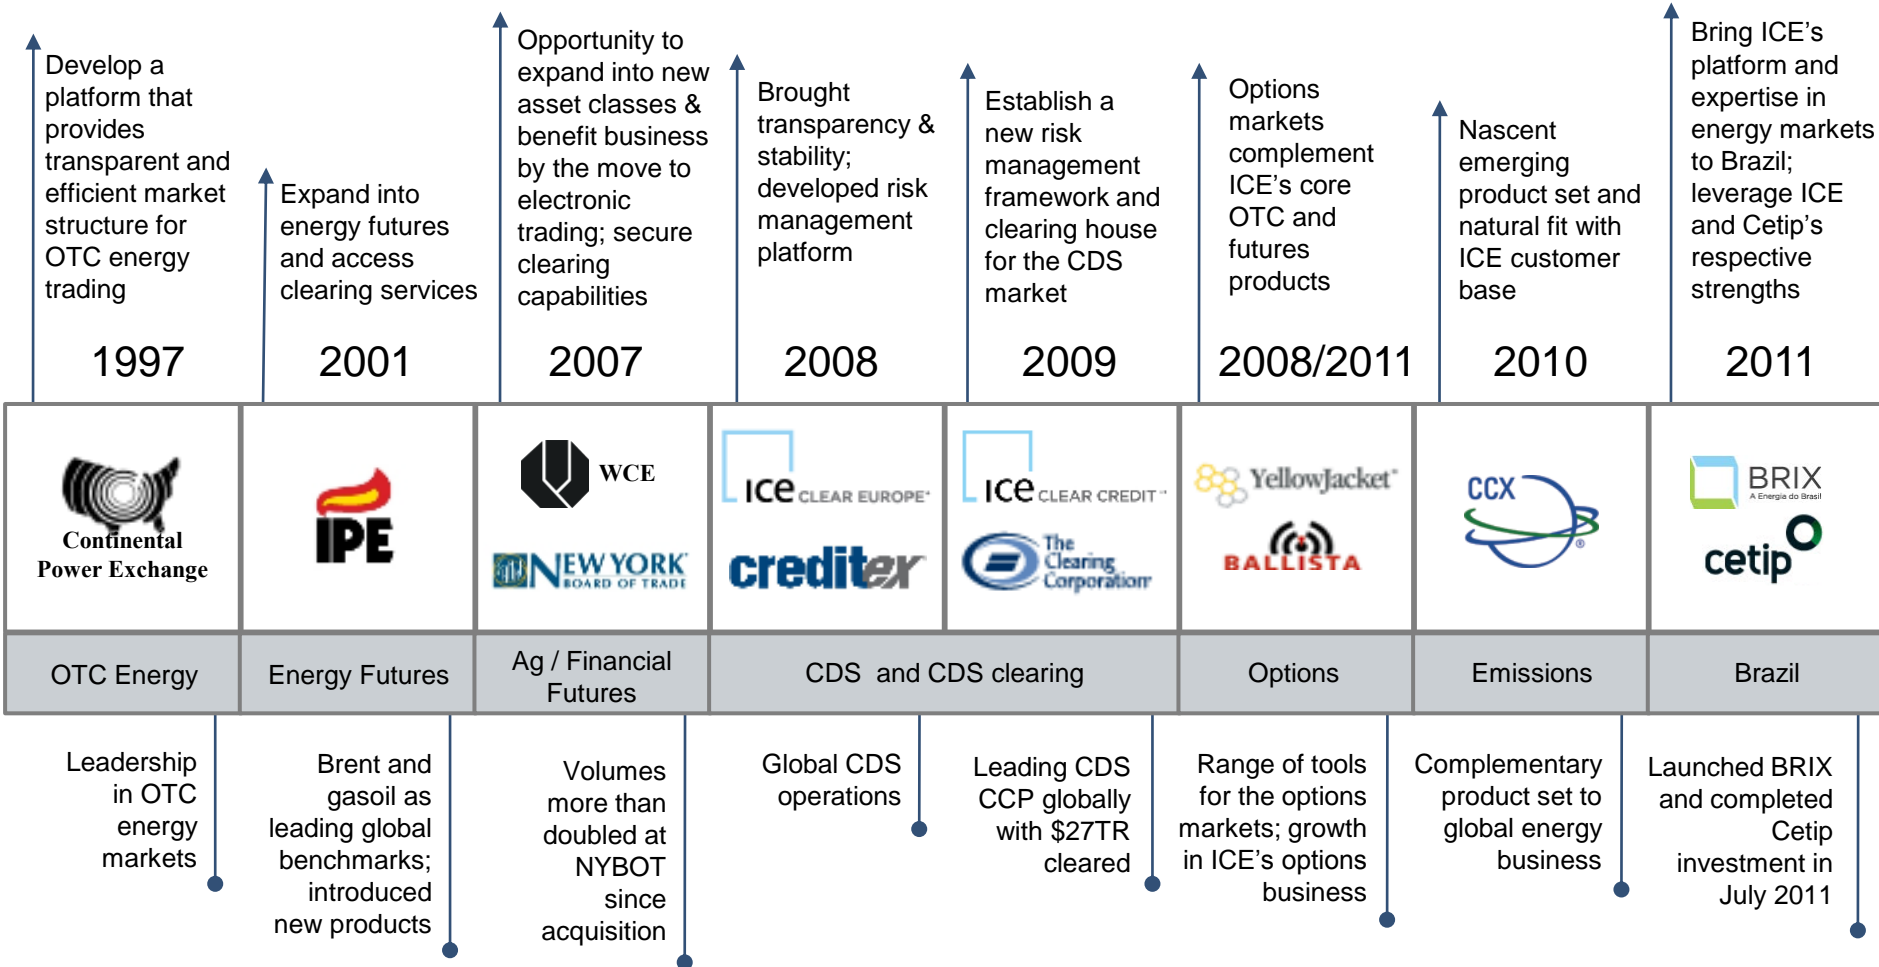 Develop a
platform that
provides
transparent and
efficient market
structure for
OTC energy
trading
Expand into
energy futures
and access
clearing services
Opportunity to
expand into new
asset classes &
benefit business
by the move to
electronic
trading; secure
clearing
capabilities
Brought
transparency &
stability;
developed risk
management
platform
Establish a
new risk
management
framework and
clearing house
for the CDS
market
Options
markets
complement
ICE's core
OTC and
futures
products
Nascent
emerging
product set and
natural fit with
ICE customer
base
Bring ICE's
platform and
expertise in
energy markets
to Brazil;
leverage ICE
and Cetip's
respective
strengths
1997
2001
2007
2008
2009
2008/2011
2010
2011
Continental
Power Exchange
IPE
WCE
NEW YORK
BOARD OF TRADE
ice CLEAR EUROPE
creditex
ice CLEAR CREDIT
The
Clearing
Corporation
YellowJacket
BALLISTA
CCX
BRIX
A Energia do Brasil
cetip
OTC Energy
Energy Futures
Ag / Financial
Futures
CDS and CDS clearing
Options
Emissions
Brazil
Leadership
in OTC
energy
markets
Brent and
gasoil as
leading global
benchmarks;
introduced
new products
Volumes
more than
doubled at
NYBOT
since
acquisition
Global CDS
operations
Leading CDS
CCP globally
with $27TR
cleared
Range of tools
for the options
markets; growth
in ICE's options
business
Complementary
product set to
global energy
business
Launched BRIX
and completed
Cetip
investment in
July 2011